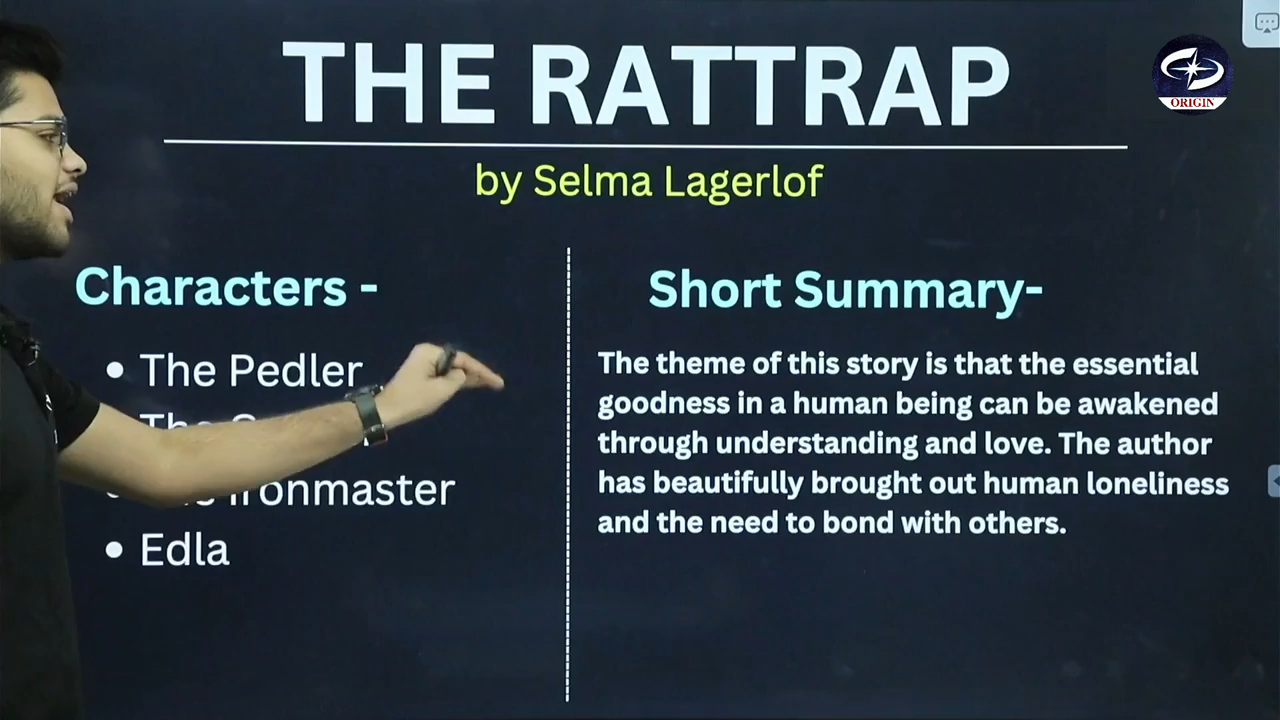 THE RATTRAP
ORIGIN
by Selma Lagerlof
Characters -
• The Pedler
The
• Ironmaster
• Edla
Short Summary-
The theme of this story is that the essential
goodness in a human being can be awakened
through understanding and love. The author
has beautifully brought out human loneliness
and the need to bond with others.